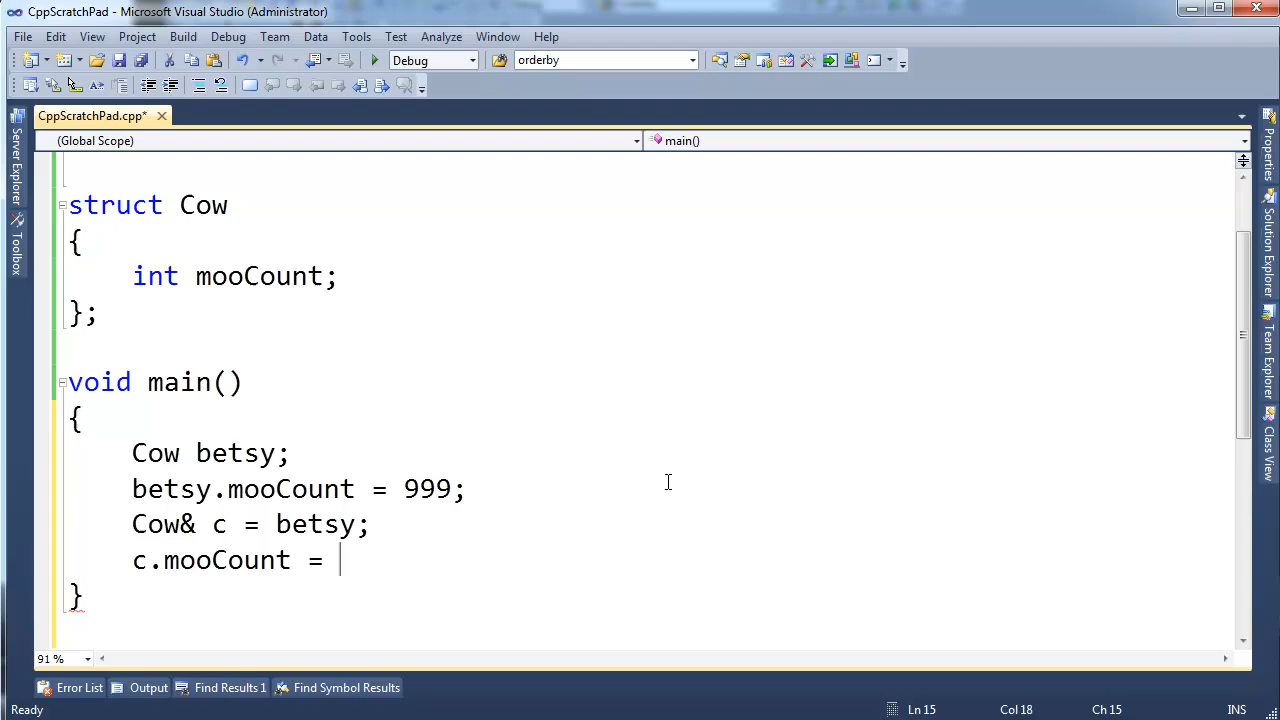 CppScratchPad - Microsoft Visual Studio (Administrator)
File Edit View Project Build Debug Team Data Tools Test Analyze Window Help
Debug orderby
CppScratchPad.cpp*
(Global Scope) main()
struct Cow
{
    int mooCount;
};
void main()
{
    Cow betsy;
    betsy.mooCount = 999;
    Cow& c = betsy;
    c.mooCount =
}
Server Explorer
Toolbox
Properties
Solution Explorer
Team Explorer
Class View
91 %
Error List Output Find Results 1 Find Symbol Results
Ready Ln 15 Col 18 Ch 15 INS